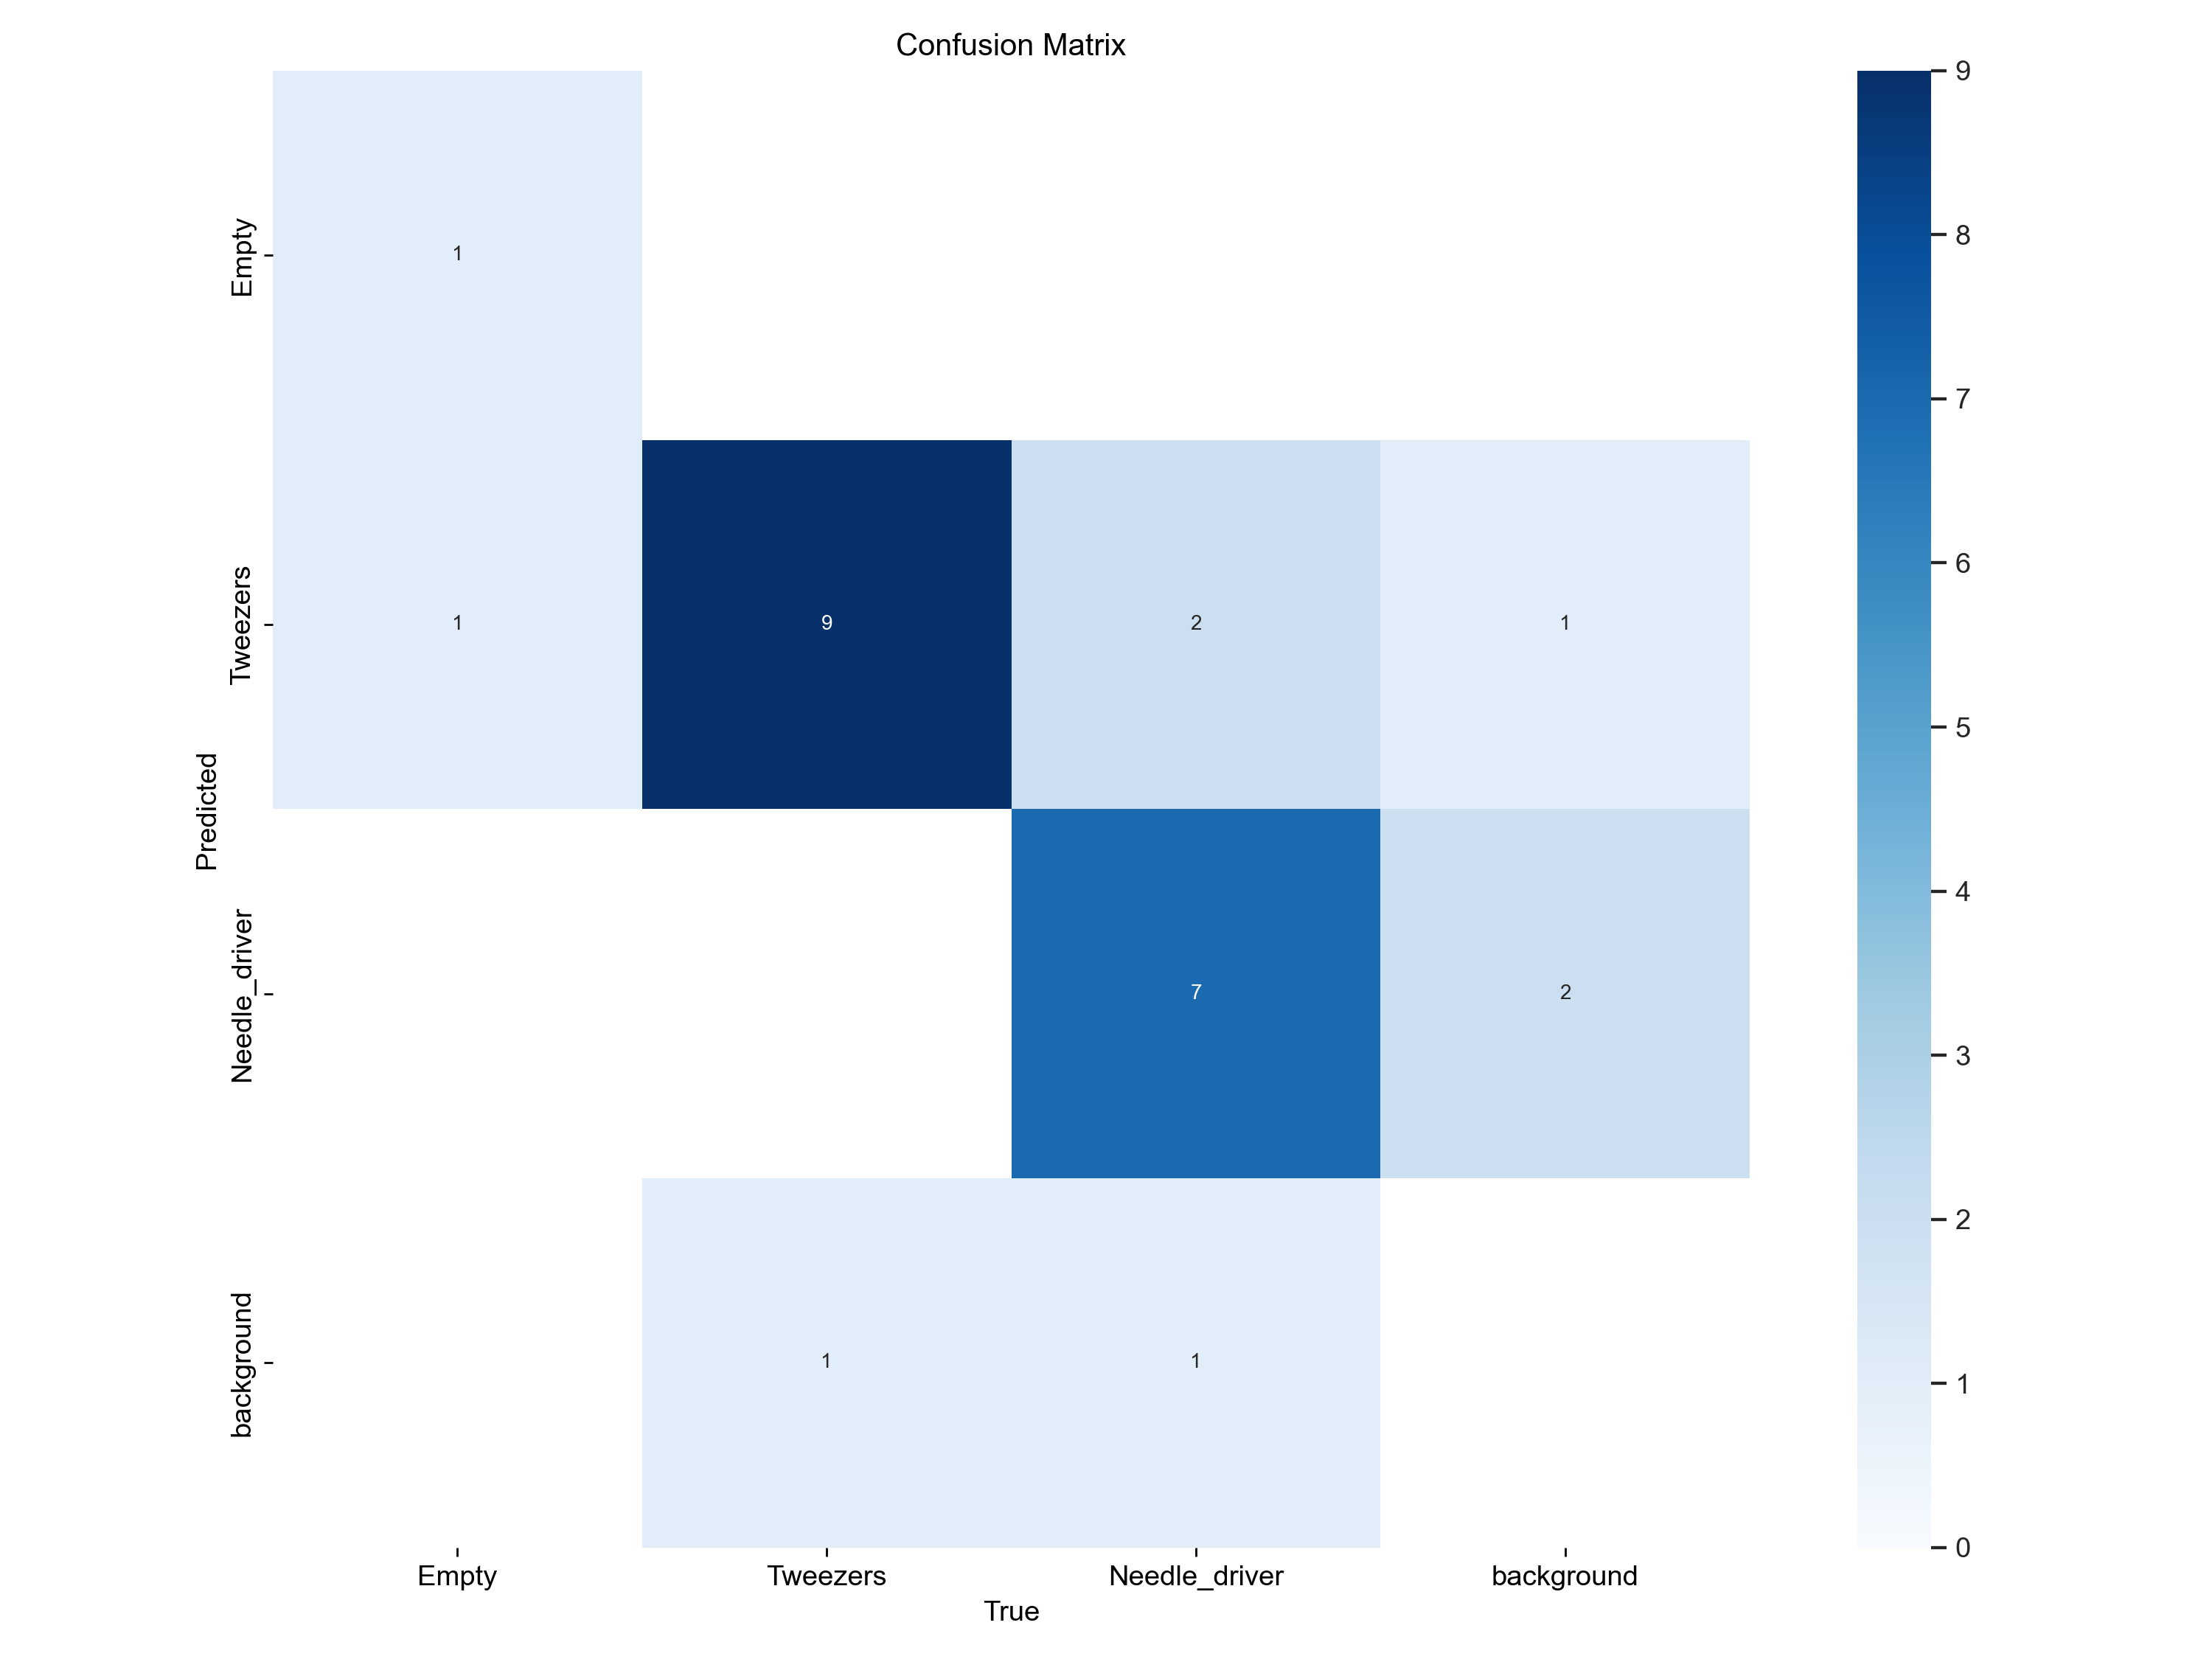 Confusion Matrix
Predicted
Empty
1
Tweezers
1 9 2 1
Needle_driver
7 2
background
1 1
Empty Tweezers Needle_driver background
True
9
8
7
6
5
4
3
2
1
0